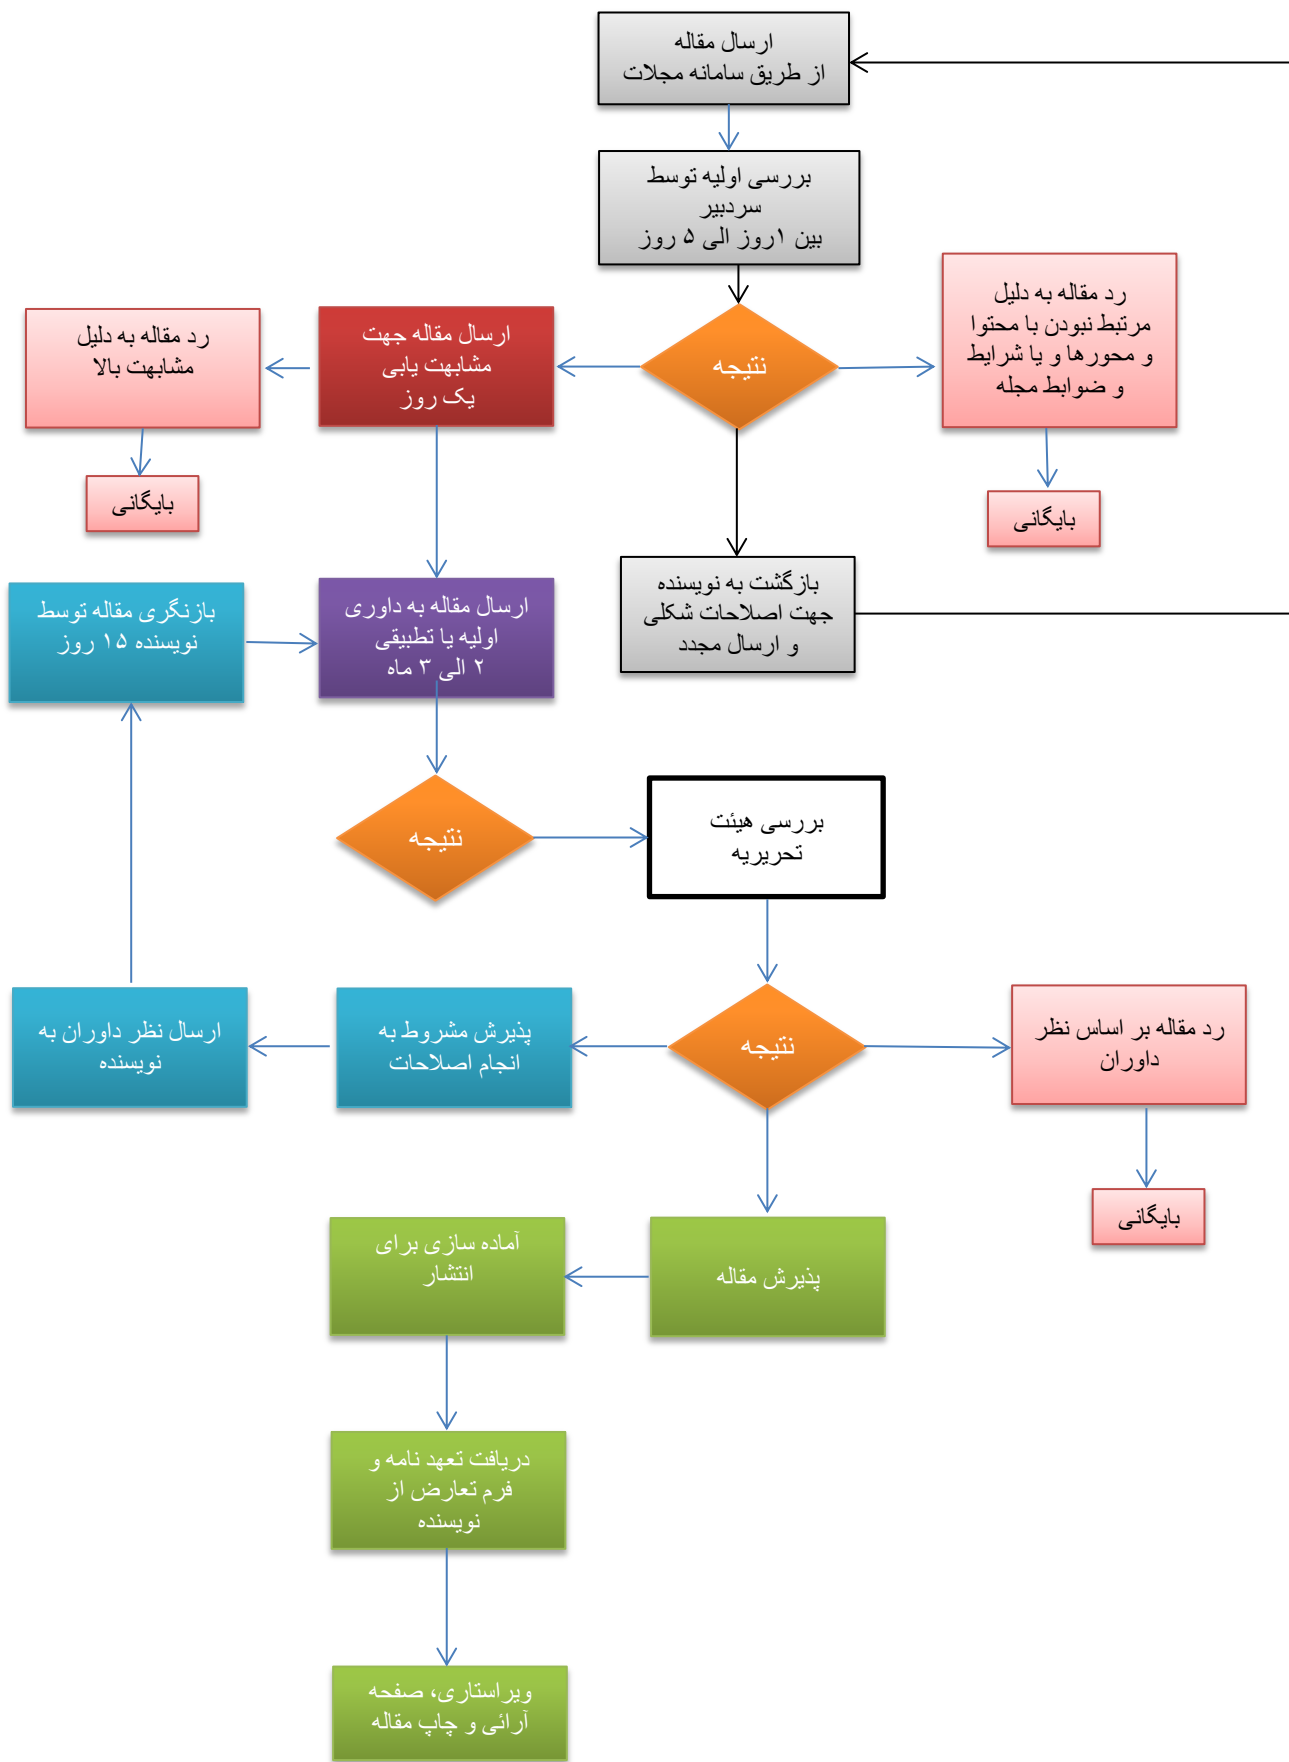 ارسال مقاله
از طریق سامانه مجلات
بررسی اولیه توسط
سردبیر
بین ۱روز الی ۵ روز
نتیجه
رد مقاله به دلیل
مرتبط نبودن با محتوا
و محورها و یا شرایط
و ضوابط مجله
بایگانی
ارسال مقاله جهت
مشابهت یابی
یک روز
رد مقاله به دلیل
مشابهت بالا
بایگانی
بازگشت به نویسنده
جهت اصلاحات شکلی
و ارسال مجدد
ارسال مقاله به داوری
اولیه یا تطبیقی
۲ الی ۳ ماه
بازنگری مقاله توسط
نویسنده ۱۵ روز
نتیجه
بررسی هیئت
تحریریه
نتیجه
رد مقاله بر اساس نظر
داوران
بایگانی
پذیرش مشروط به
انجام اصلاحات
ارسال نظر داوران به
نویسنده
پذیرش مقاله
آماده سازی برای
انتشار
دریافت تعهد نامه و
فرم تعارض از
نویسنده
ویراستاری، صفحه
آرائی و چاپ مقاله